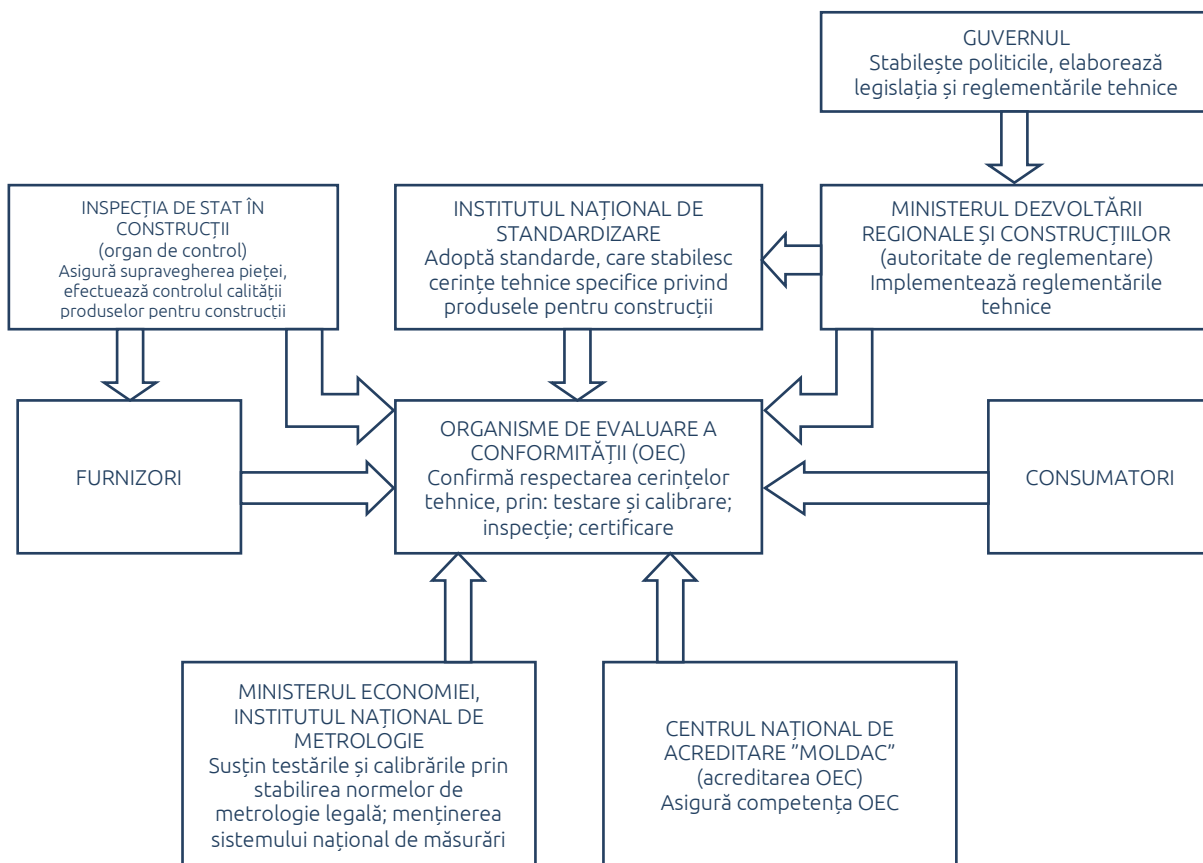 GUVERNUL
Stabilește politicile, elaborează
legislația și reglementările tehnice
INSPECȚIA DE STAT ÎN
CONSTRUCȚII
(organ de control)
Asigură supravegherea pieței,
efectuează controlul calității
produselor pentru construcții
INSTITUTUL NAȚIONAL DE
STANDARDIZARE
Adoptă standarde, care stabilesc
cerințe tehnice specifice privind
produsele pentru construcții
MINISTERUL DEZVOLTĂRII
REGIONALE ȘI CONSTRUCȚIILOR
(autoritate de reglementare)
Implementează reglementările
tehnice
FURNIZORI
ORGANISME DE EVALUARE A
CONFORMITĂȚII (OEC)
Confirmă respectarea cerințelor
tehnice, prin: testare și calibrare;
inspecție; certificare
CONSUMATORI
MINISTERUL ECONOMIEI,
INSTITUTUL NAȚIONAL DE
METROLOGIE
Susțin testările și calibrările prin
stabilirea normelor de
metrologie legală; menținerea
sistemului național de măsurări
CENTRUL NAȚIONAL DE
ACREDITARE ”MOLDAC”
(acreditarea OEC)
Asigură competența OEC